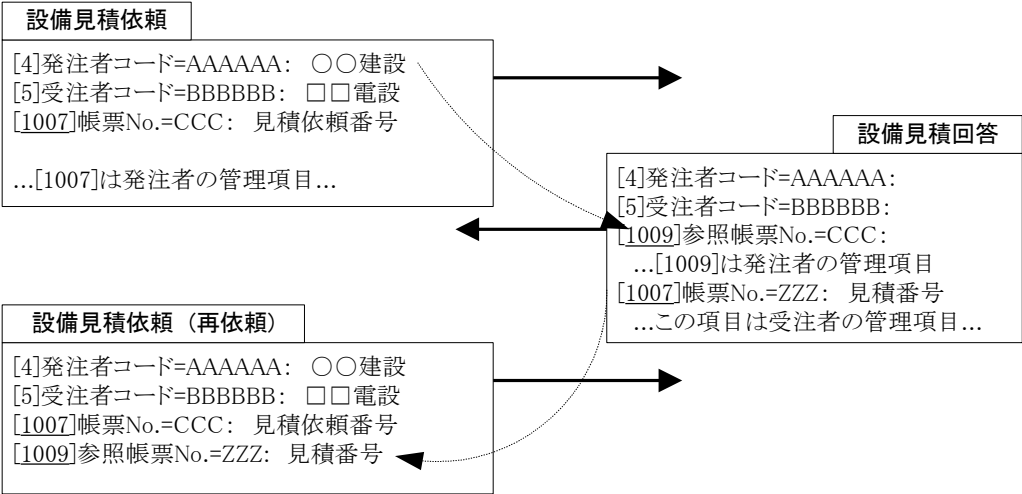 設備見積依頼
[4]発注者コード=AAAAAA: 〇〇建設
[5]受注者コード=BBBBBB: □□電設
[1007]帳票No.=CCC: 見積依頼番号
…[1007]は発注者の管理項目…
設備見積回答
[4]発注者コード=AAAAAA:
[5]受注者コード=BBBBBB:
[1009]参照帳票No.=CCC:
…[1009]は発注者の管理項目
[1007]帳票No.=ZZZ: 見積番号
…この項目は受注者の管理項目…
設備見積依頼（再依頼）
[4]発注者コード=AAAAAA: 〇〇建設
[5]受注者コード=BBBBBB: □□電設
[1007]帳票No.=CCC: 見積依頼番号
[1009]参照帳票No.=ZZZ: 見積番号